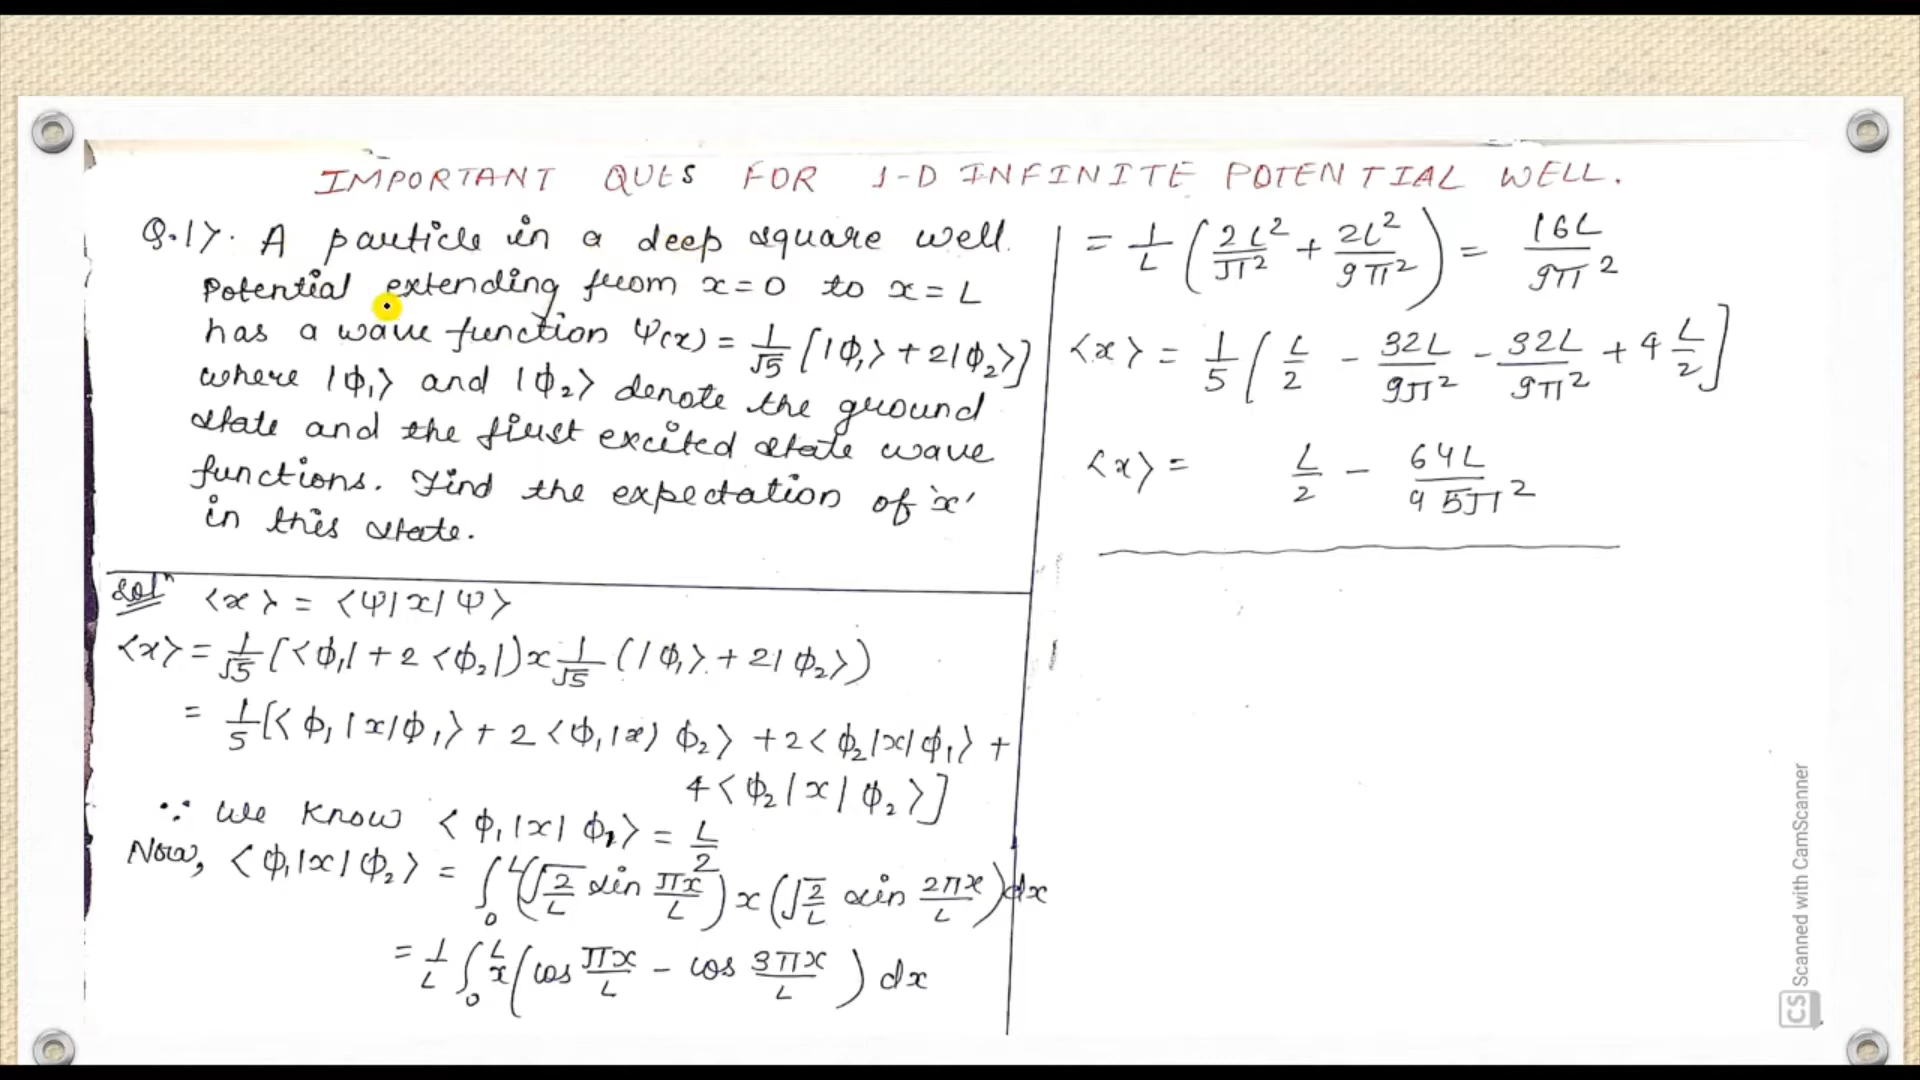 IMPORTANT QUES FOR 1-D INFINITE POTENTIAL WELL.
Q.1). A particle in a deep square well
Potential extending from x=0 to x=L
has a wave function Ψ(x) = 1/√5 [|ϕ₁⟩ + 2|ϕ₂⟩]
where |ϕ₁⟩ and |ϕ₂⟩ denote the ground
state and the first excited state wave
functions. Find the expectation of 'x'
in this state.
Solⁿ ⟨x⟩ = ⟨Ψ|x|Ψ⟩
⟨x⟩ = 1/√5 [⟨ϕ₁| + 2⟨ϕ₂|) x 1/√5 (|ϕ₁⟩ + 2|ϕ₂⟩)
= 1/5 [⟨ϕ₁|x|ϕ₁⟩ + 2⟨ϕ₁|x|ϕ₂⟩ + 2⟨ϕ₂|x|ϕ₁⟩ +
4⟨ϕ₂|x|ϕ₂⟩]
∵ We know ⟨ϕ₁|x|ϕ₁⟩ = L/2
Now, ⟨ϕ₁|x|ϕ₂⟩ = ∫₀ᴸ (√2/L sin πx/L) x (√2/L sin 2πx/L) dx
= 1/L ∫₀ᴸ x (cos πx/L − cos 3πx/L) dx
= 1/L (2L²/π² + 2L²/9π²) = 16L/9π²
⟨x⟩ = 1/5 [L/2 − 32L/9π² − 32L/9π² + 4 L/2]
⟨x⟩ = L/2 − 64L/9 5π²
CS Scanned with CamScanner